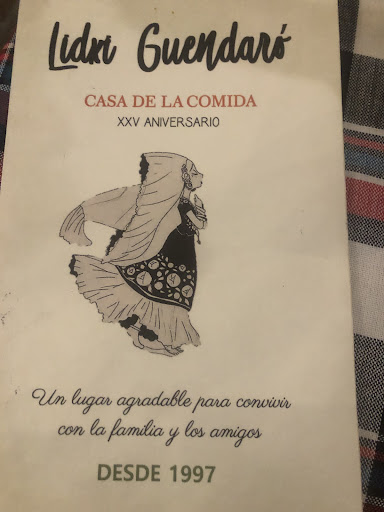 Lidxi Guendaró
CASA DE LA COMIDA
XXV ANIVERSARIO
Un lugar agradable para convivir
con la familia y los amigos
DESDE 1997